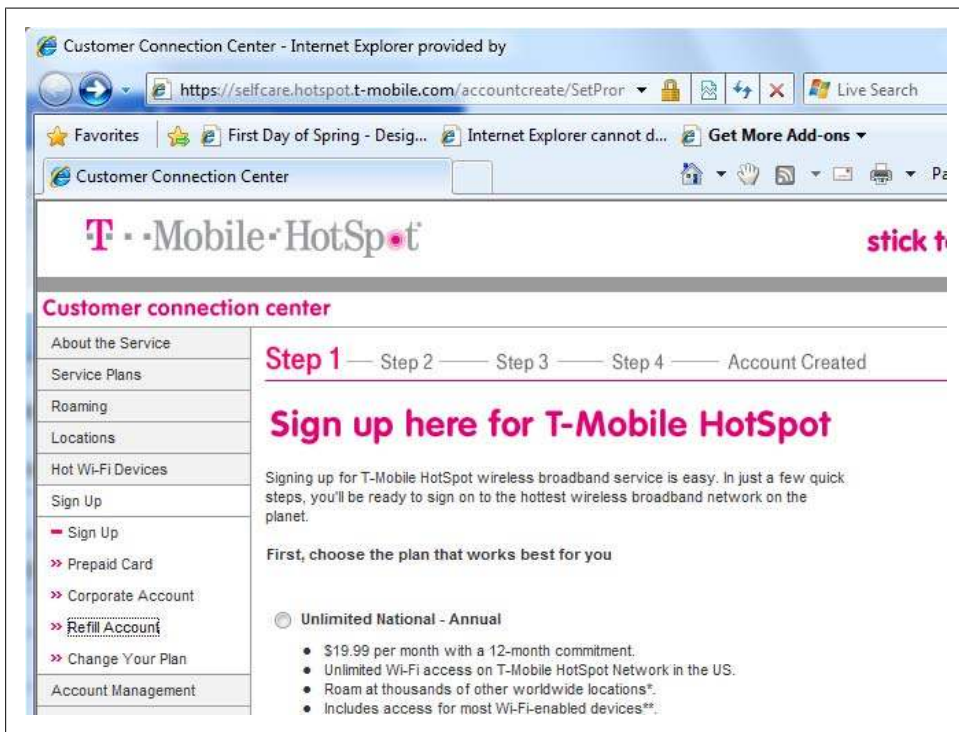 Customer Connection Center - Internet Explorer provided by
https://selfcare.hotspot.t-mobile.com/accountcreate/SetPror
Live Search
Favorites
First Day of Spring - Desig...
Internet Explorer cannot d...
Get More Add-ons
Customer Connection Center
Pa
T··Mobile·HotSpot
stick t
Customer connection center
About the Service
Service Plans
Roaming
Locations
Hot Wi-Fi Devices
Sign Up
Sign Up
» Prepaid Card
» Corporate Account
» Refill Account
» Change Your Plan
Account Management
Step 1 — Step 2 — Step 3 — Step 4 — Account Created
Sign up here for T-Mobile HotSpot
Signing up for T-Mobile HotSpot wireless broadband service is easy. In just a few quick
steps, you'll be ready to sign on to the hottest wireless broadband network on the
planet.
First, choose the plan that works best for you
Unlimited National - Annual
• $19.99 per month with a 12-month commitment.
• Unlimited Wi-Fi access on T-Mobile HotSpot Network in the US.
• Roam at thousands of other worldwide locations*.
• Includes access for most Wi-Fi-enabled devices**.